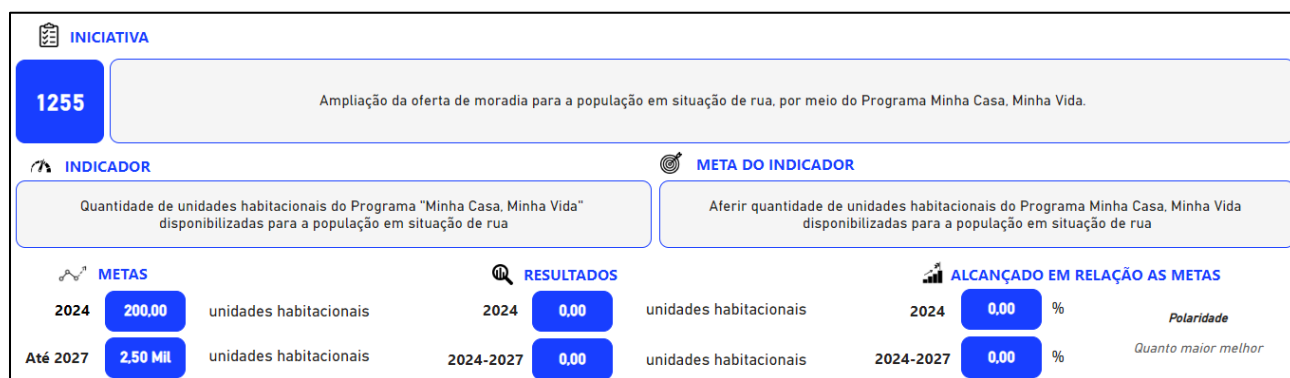 INICIATIVA
1255
Ampliação da oferta de moradia para a população em situação de rua, por meio do Programa Minha Casa, Minha Vida.
INDICADOR
META DO INDICADOR
Quantidade de unidades habitacionais do Programa "Minha Casa, Minha Vida"
disponibilizadas para a população em situação de rua
Aferir quantidade de unidades habitacionais do Programa Minha Casa, Minha Vida
disponibilizadas para a população em situação de rua
METAS
RESULTADOS
ALCANÇADO EM RELAÇÃO AS METAS
2024 200,00 unidades habitacionais 2024 0,00 unidades habitacionais 2024 0,00 %
Polaridade
Até 2027 2,50 Mil unidades habitacionais 2024-2027 0,00 unidades habitacionais 2024-2027 0,00 %
Quanto maior melhor